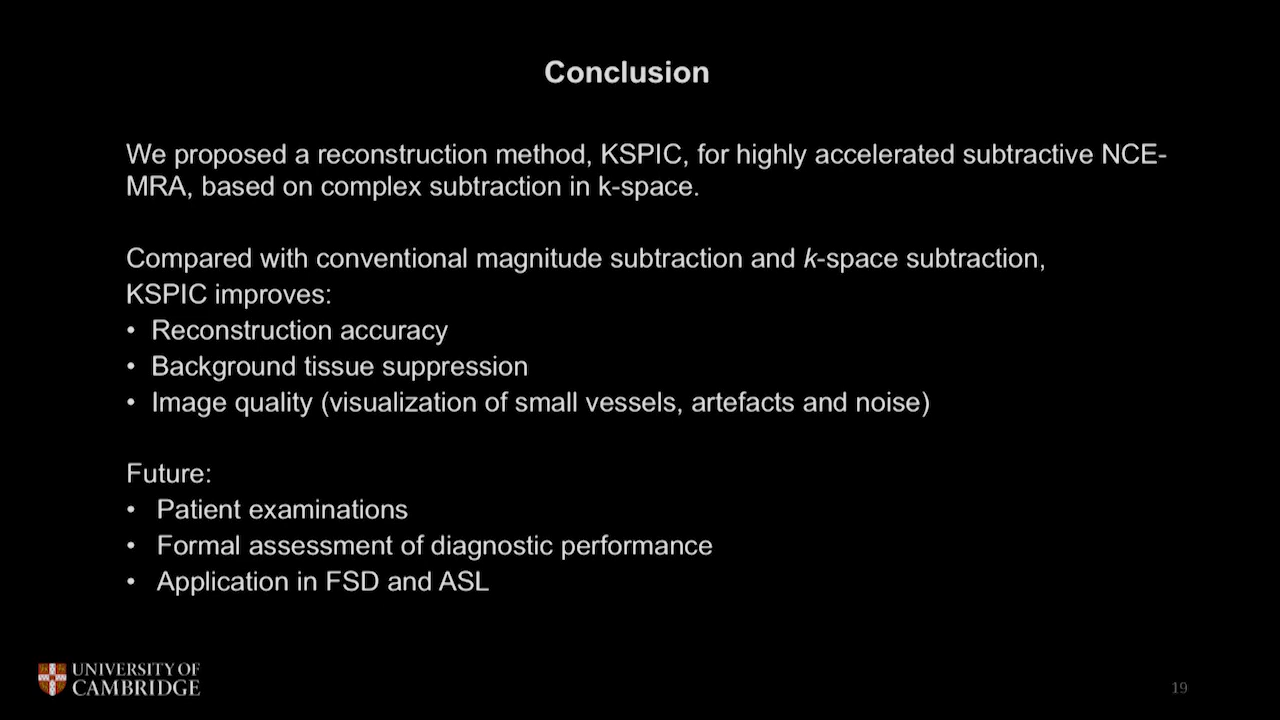 Conclusion
We proposed a reconstruction method, KSPIC, for highly accelerated subtractive NCE-
MRA, based on complex subtraction in k-space.
Compared with conventional magnitude subtraction and k-space subtraction,
KSPIC improves:
• Reconstruction accuracy
• Background tissue suppression
• Image quality (visualization of small vessels, artefacts and noise)
Future:
• Patient examinations
• Formal assessment of diagnostic performance
• Application in FSD and ASL
UNIVERSITY OF
CAMBRIDGE
19